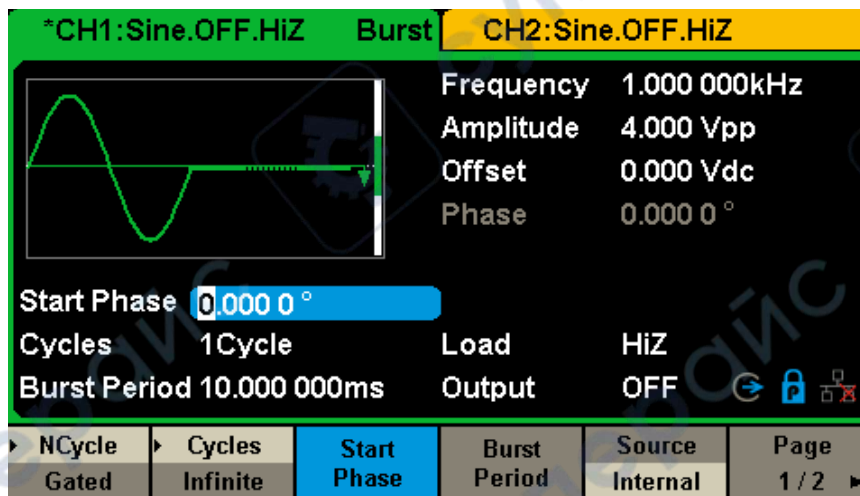 *CH1:Sine.OFF.HiZ Burst CH2:Sine.OFF.HiZ
Frequency 1.000 000kHz
Amplitude 4.000 Vpp
Offset 0.000 Vdc
Phase 0.000 0 °
Start Phase 0.000 0 °
Cycles 1Cycle Load HiZ
Burst Period 10.000 000ms Output OFF P
NCycle Cycles Start Burst Source Page
Gated Infinite Phase Period Internal 1/2